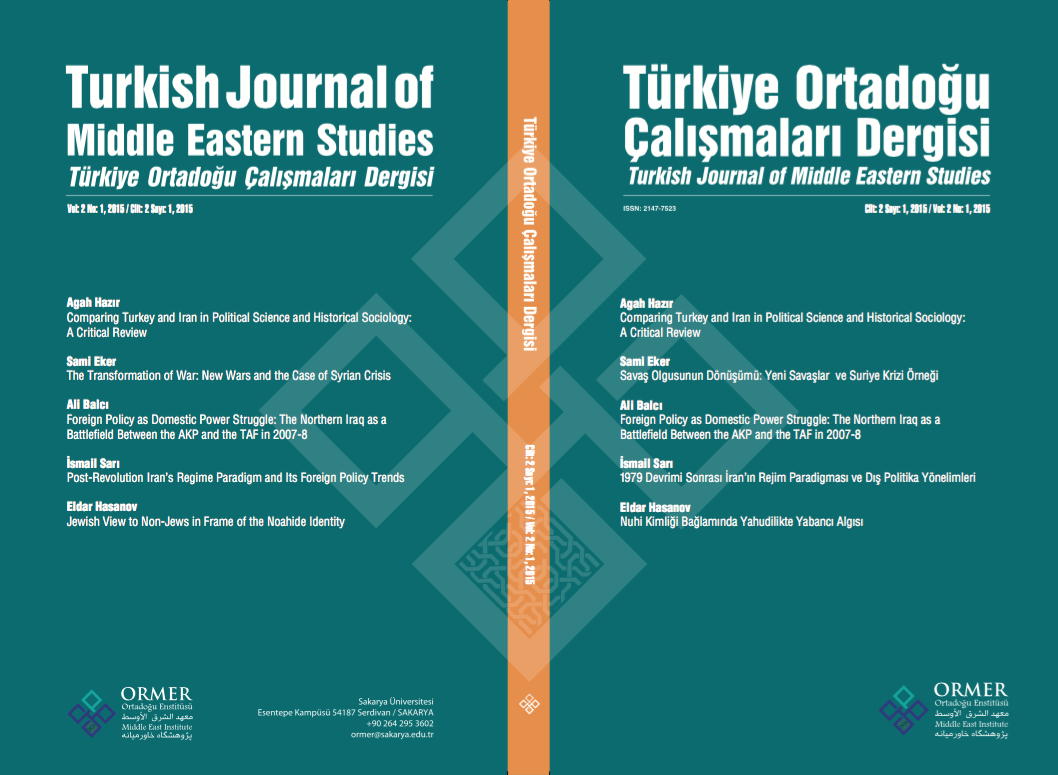 Turkish Journal of
Middle Eastern Studies
Türkiye Ortadoğu Çalışmaları Dergisi
Vol: 2 No: 1, 2015 / Cilt: 2 Sayı: 1, 2015
Agah Hazır
Comparing Turkey and Iran in Political Science and Historical Sociology:
A Critical Review
Sami Eker
The Transformation of War: New Wars and the Case of Syrian Crisis
Ali Balcı
Foreign Policy as Domestic Power Struggle: The Northern Iraq as a
Battlefield Between the AKP and the TAF in 2007-8
İsmail Sarı
Post-Revolution Iran's Regime Paradigm and Its Foreign Policy Trends
Eldar Hasanov
Jewish View to Non-Jews in Frame of the Noahide Identity
ORMER
Ortadoğu Enstitüsü
معهد الشرق الأوسط
Middle East Institute
پژوهشگاه خاورمیانه
Sakarya Üniversitesi
Esentepe Kampüsü 54187 Serdivan / SAKARYA
+90 264 295 3602
ormer@sakarya.edu.tr
Türkiye Ortadoğu Çalışmaları Dergisi
Cilt: 2 Sayı: 1, 2015 / Vol: 2 No: 1, 2015
Türkiye Ortadoğu
Çalışmaları Dergisi
Turkish Journal of Middle Eastern Studies
ISSN: 2147-7523
Cilt: 2 Sayı: 1, 2015 / Vol: 2 No: 1, 2015
Agah Hazır
Comparing Turkey and Iran in Political Science and Historical Sociology:
A Critical Review
Sami Eker
Savaş Olgusunun Dönüşümü: Yeni Savaşlar ve Suriye Krizi Örneği
Ali Balcı
Foreign Policy as Domestic Power Struggle: The Northern Iraq as a
Battlefield Between the AKP and the TAF in 2007-8
İsmail Sarı
1979 Devrimi Sonrası İran'ın Rejim Paradigması ve Dış Politika Yönelimleri
Eldar Hasanov
Nuhi Kimliği Bağlamında Yahudilikte Yabancı Algısı
ORMER
Ortadoğu Enstitüsü
معهد الشرق الأوسط
Middle East Institute
پژوهشگاه خاورمیانه